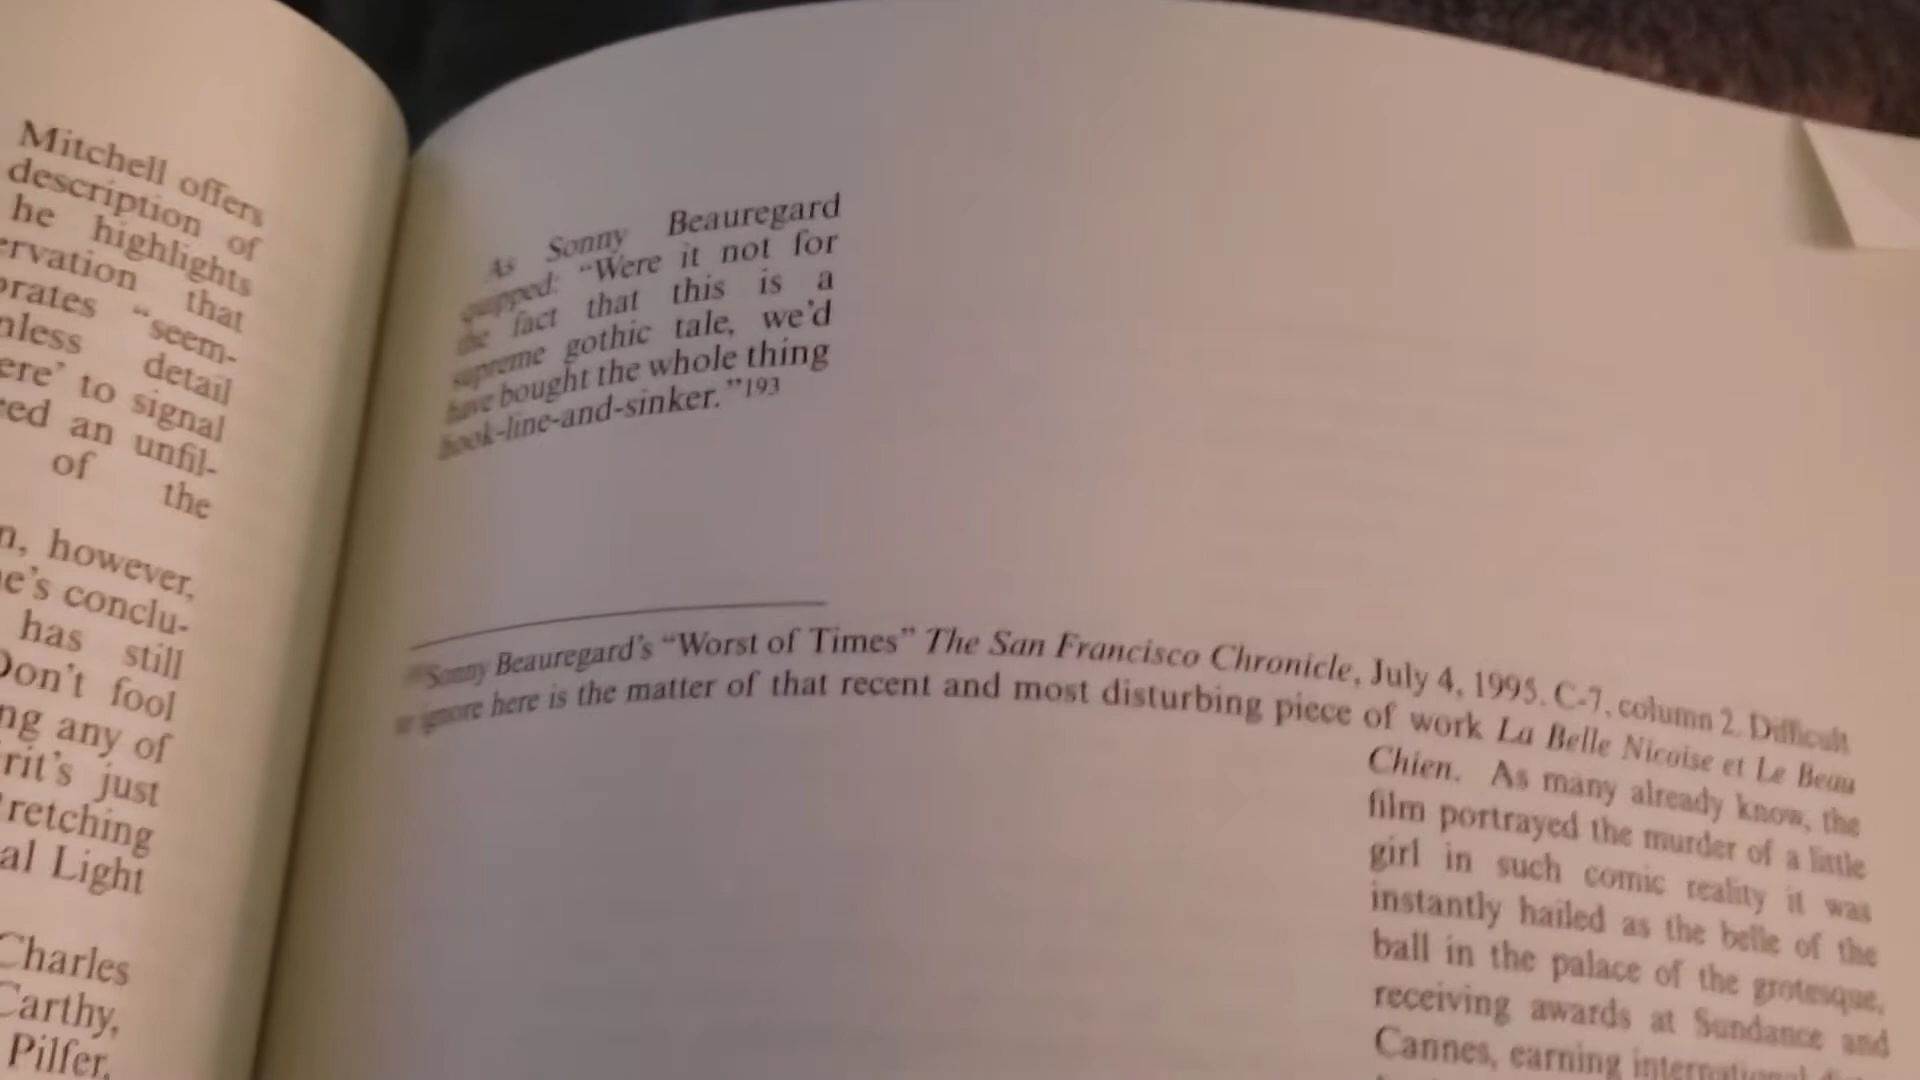 Mitchell offers
description of
he highlights
ervation that
orates “seem-
nless detail
ere’ to signal
ed an unfil-
of the
n, however,
e’s conclu-
has still
Don’t fool
ng any of
rit’s just
retching
al Light
Charles
Carthy,
Pilfer,
As Sonny Beauregard
quipped: “Were it not for
the fact that this is a
supreme gothic tale, we’d
have bought the whole thing
hook-line-and-sinker.”193
Sonny Beauregard’s “Worst of Times” The San Francisco Chronicle, July 4, 1995. C-7, column 2. Difficult
to ignore here is the matter of that recent and most disturbing piece of work La Belle Nicoise et Le Beau
Chien. As many already know, the
film portrayed the murder of a little
girl in such comic reality it was
instantly hailed as the belle of the
ball in the palace of the grotesque,
receiving awards at Sundance and
Cannes, earning international